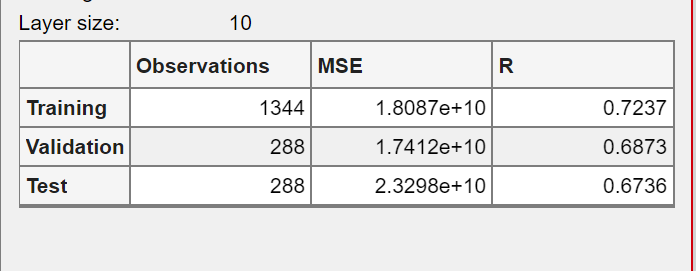 Layer size: 10
Observations MSE R
Training 1344 1.8087e+10 0.7237
Validation 288 1.7412e+10 0.6873
Test 288 2.3298e+10 0.6736